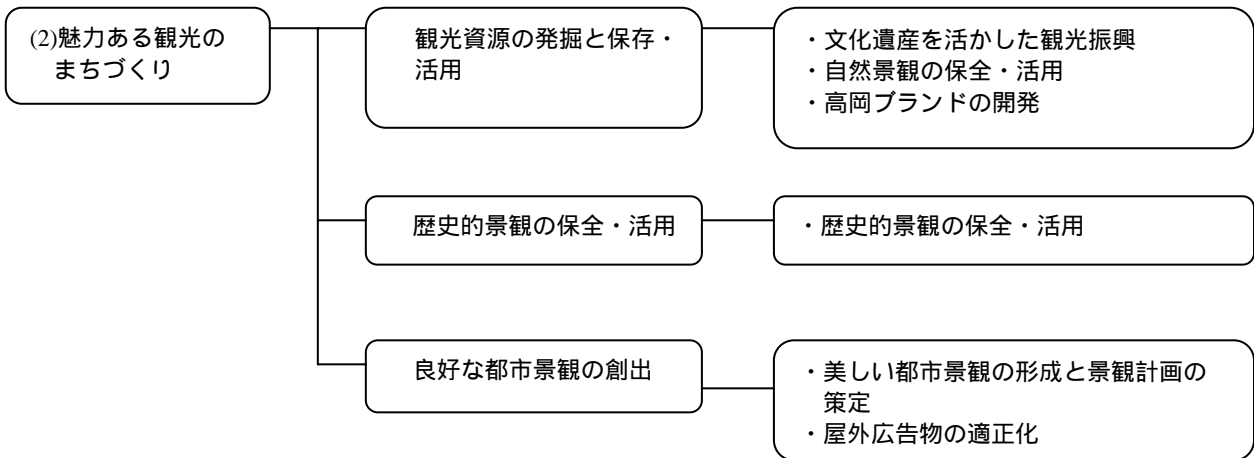 (2)魅力ある観光の
まちづくり
観光資源の発掘と保存・
活用
・文化遺産を活かした観光振興
・自然景観の保全・活用
・高岡ブランドの開発
歴史的景観の保全・活用
・歴史的景観の保全・活用
良好な都市景観の創出
・美しい都市景観の形成と景観計画の
策定
・屋外広告物の適正化